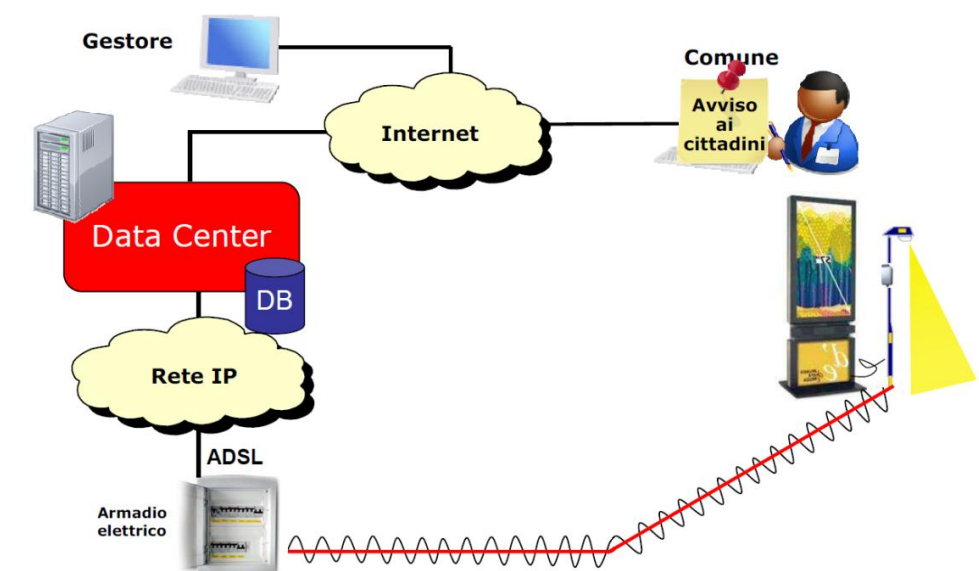 Gestore
Comune
Avviso
ai
cittadini
Internet
Data Center
DB
Rete IP
ADSL
Armadio
elettrico